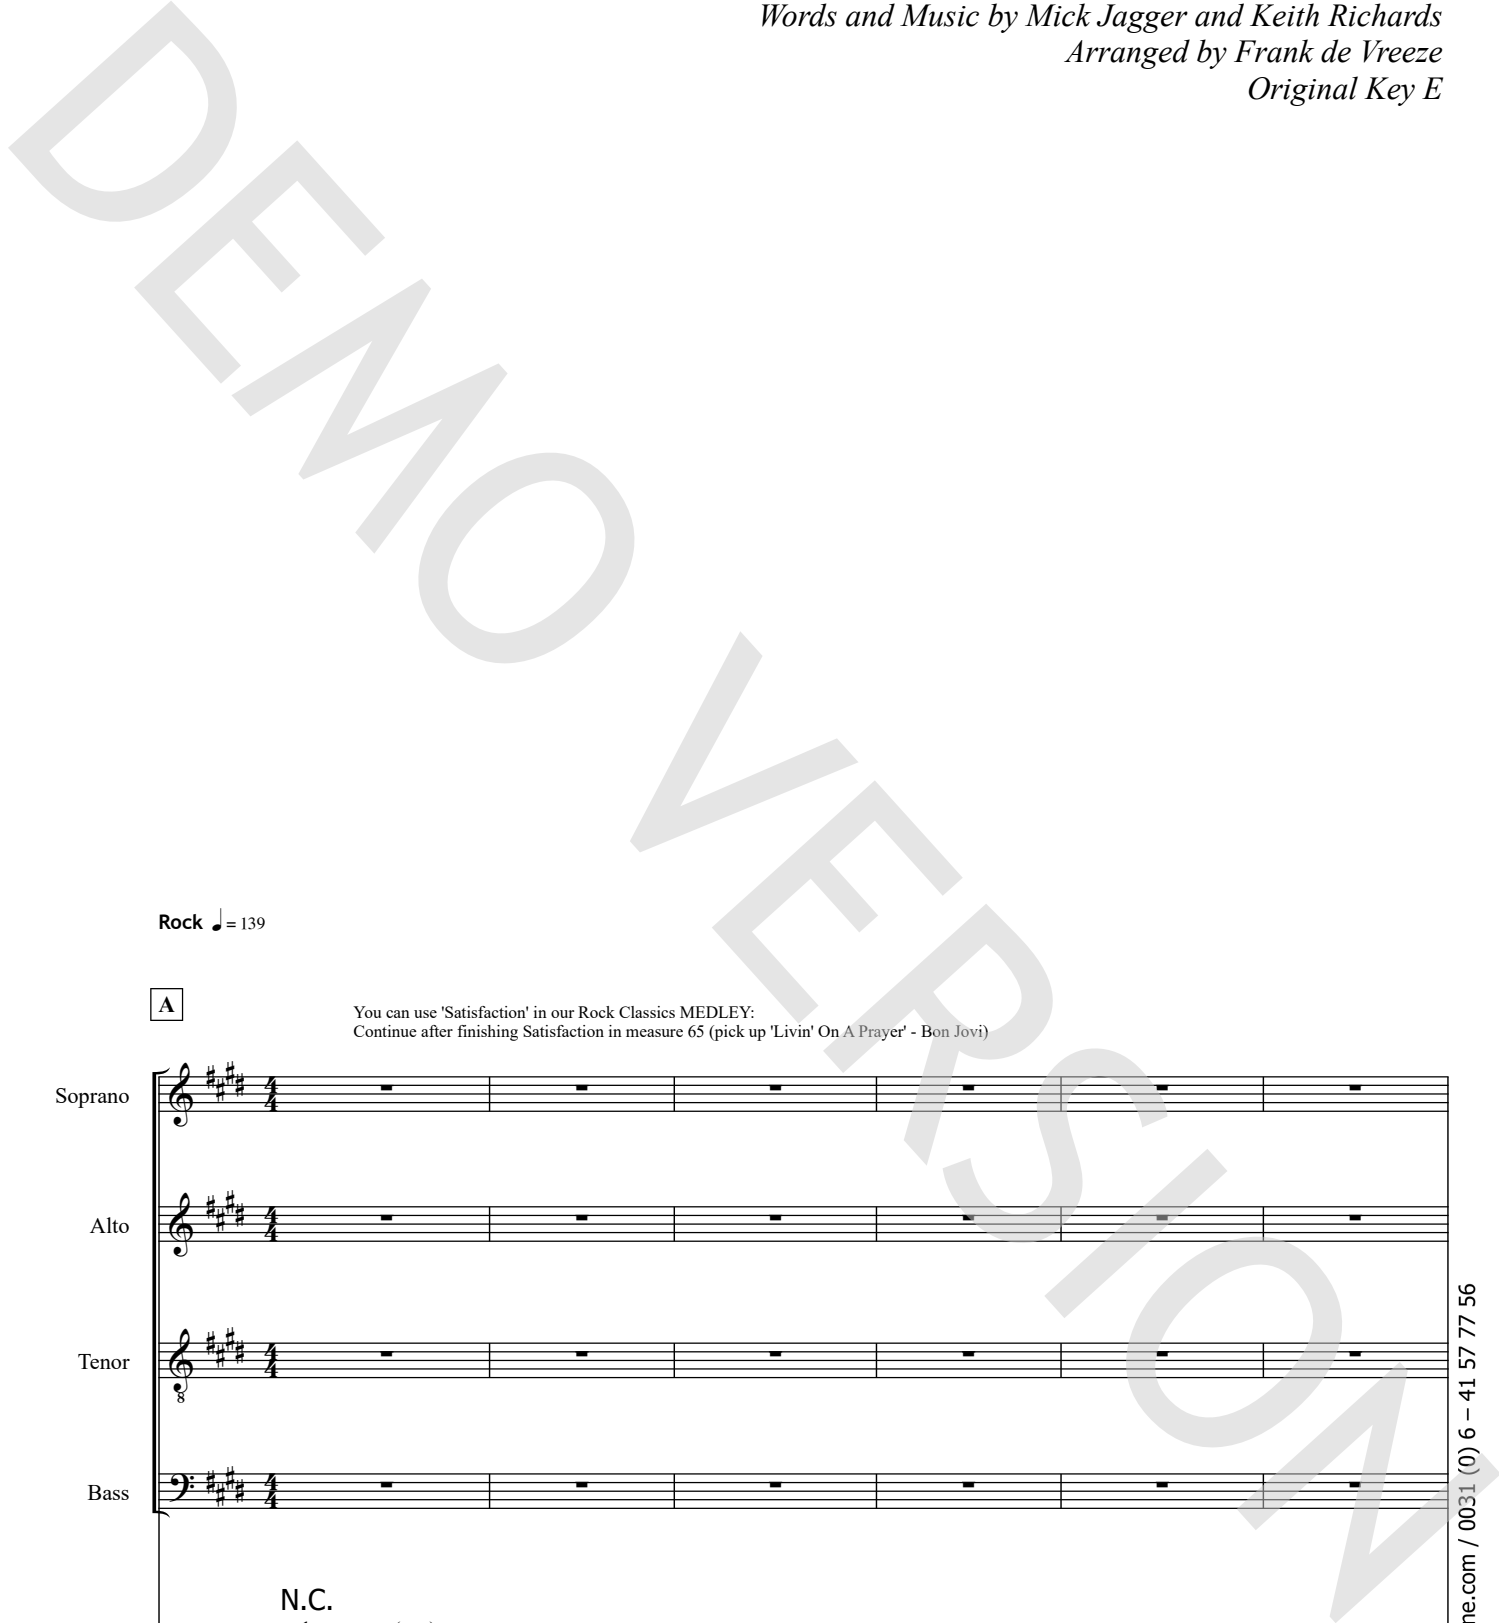 Words and Music by Mick Jagger and Keith Richards
Arranged by Frank de Vreeze
Original Key E
DEMO VERSION
Rock ♩ = 139
A
You can use 'Satisfaction' in our Rock Classics MEDLEY:
Continue after finishing Satisfaction in measure 65 (pick up 'Livin' On A Prayer' - Bon Jovi)
Soprano
Alto
Tenor
8
Bass
N.C.
ne.com / 0031 (0) 6 – 41 57 77 56